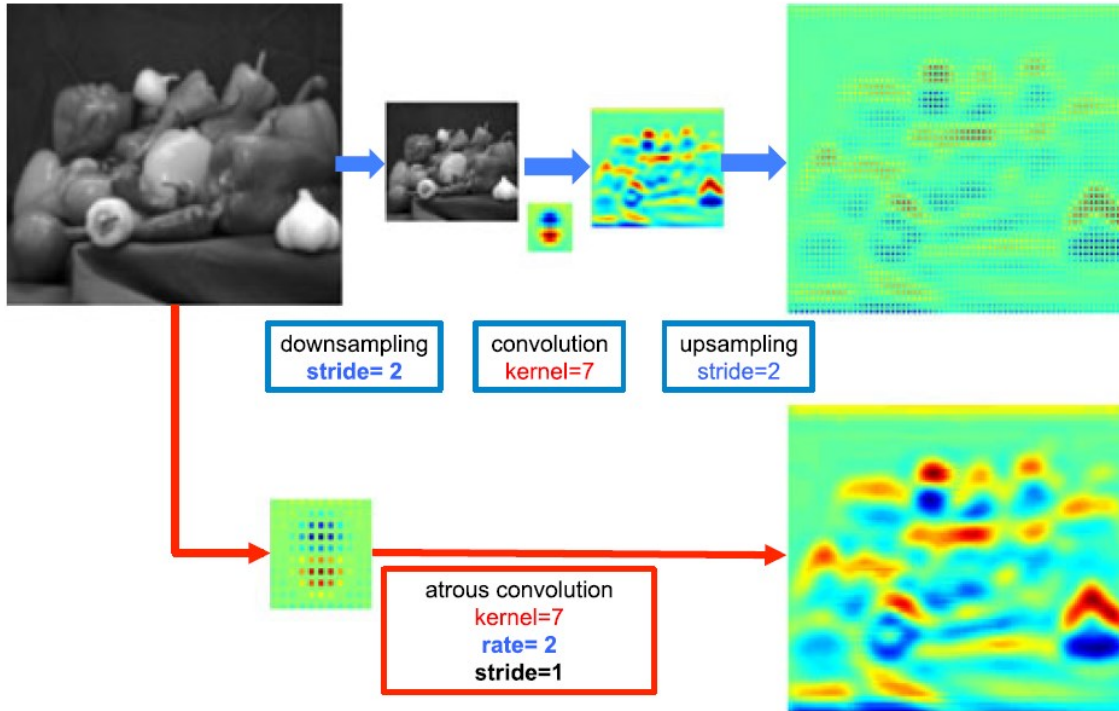 downsampling
stride= 2
convolution
kernel=7
upsampling
stride=2
atrous convolution
kernel=7
rate= 2
stride=1